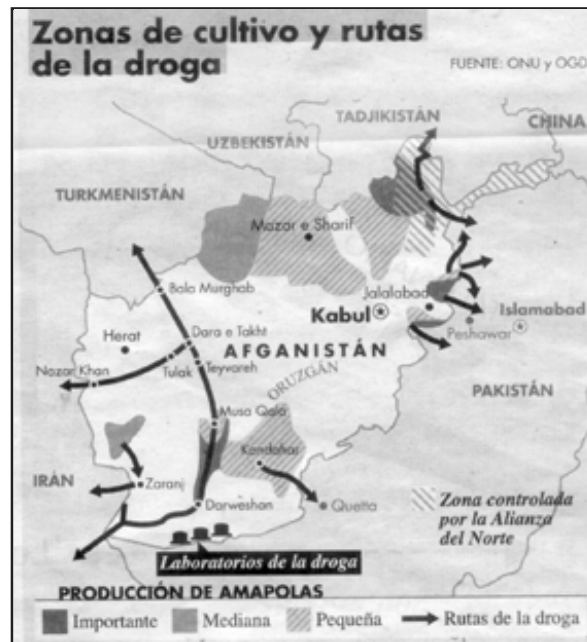 Zonas de cultivo y rutas
de la droga
FUENTE: ONU y OGD
TADJIKISTÁN
CHINA
UZBEKISTÁN
TURKMENISTÁN
Mazar e Sharif
Bala Murghab
Jalalabad
Kabul
Islamabad
Peshawar
Herat
Dara e Takht
AFGANISTÁN
Nozar Khan
Tulak
Teyvareh
ORUZGÁN
PAKISTÁN
Musa Qala
Kandahar
IRÁN
Zaranj
Darweshan
Quetta
Zona controlada
por la Alianza
del Norte
Laboratorios de la droga
PRODUCCIÓN DE AMAPOLAS
Importante
Mediana
Pequeña
Rutas de la droga